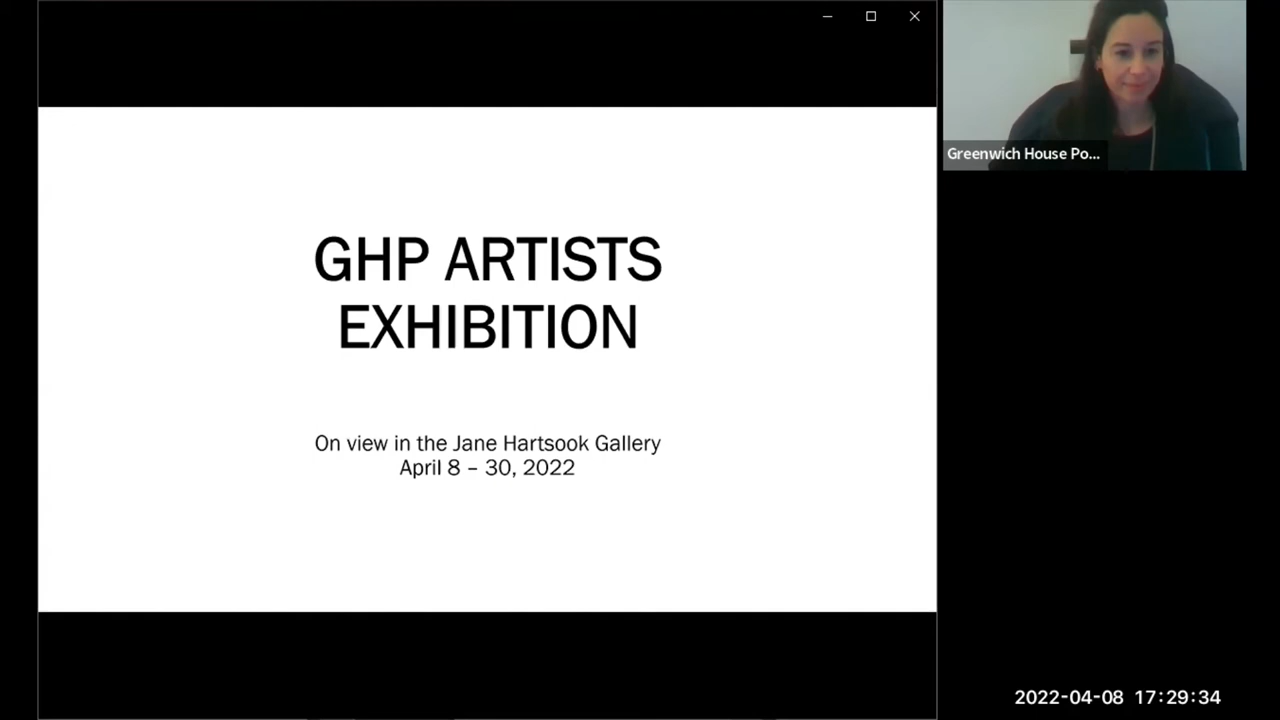 GHP ARTISTS
EXHIBITION
On view in the Jane Hartsook Gallery
April 8 – 30, 2022
Greenwich House Po...
2022-04-08 17:29:34